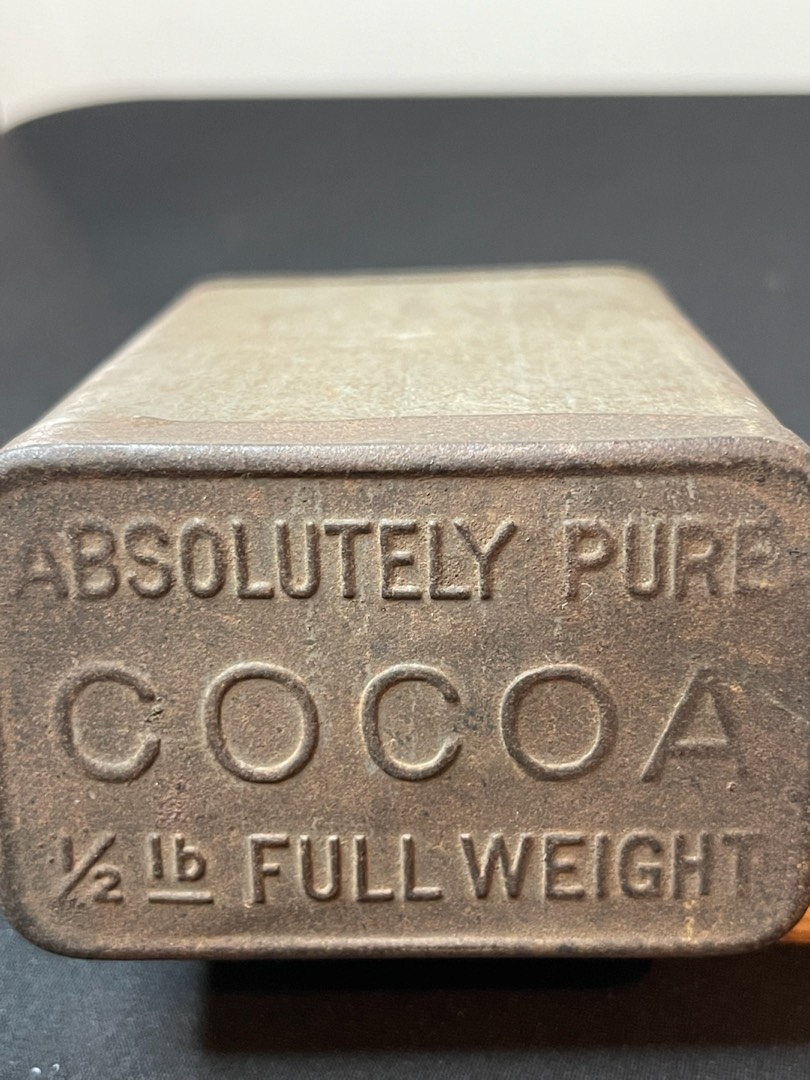 ABSOLUTELY PURE
COCOA
1/2 lb FULL WEIGHT